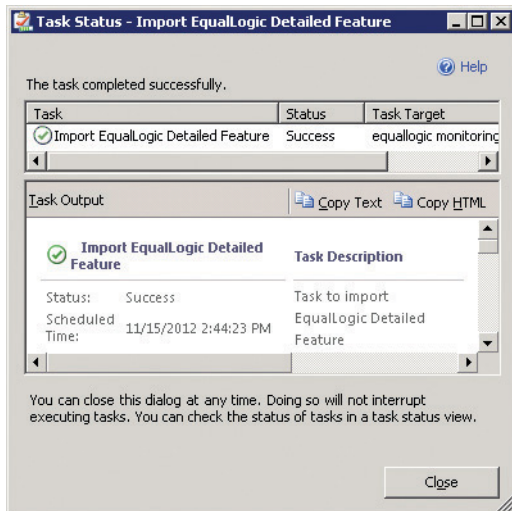 Task Status - Import EqualLogic Detailed Feature
Help
The task completed successfully.
Task Status Task Target
Import EqualLogic Detailed Feature Success equallogic monitoring
Task Output Copy Text Copy HTML
Import EqualLogic Detailed
Feature
Task Description
Status: Success
Scheduled
Time: 11/15/2012 2:44:23 PM
Task to import
EqualLogic Detailed
Feature
You can close this dialog at any time. Doing so will not interrupt
executing tasks. You can check the status of tasks in a task status view.
Close